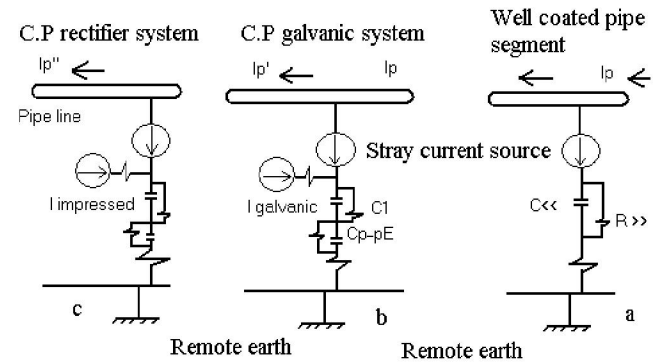 C.P rectifier system
C.P galvanic system
Well coated pipe
segment
Ip"
Ip'
Ip
Ip
Pipe line
Stray current source
I impressed
I galvanic
C1
Cp-pE
C<<
R>>
c
b
a
Remote earth
Remote earth